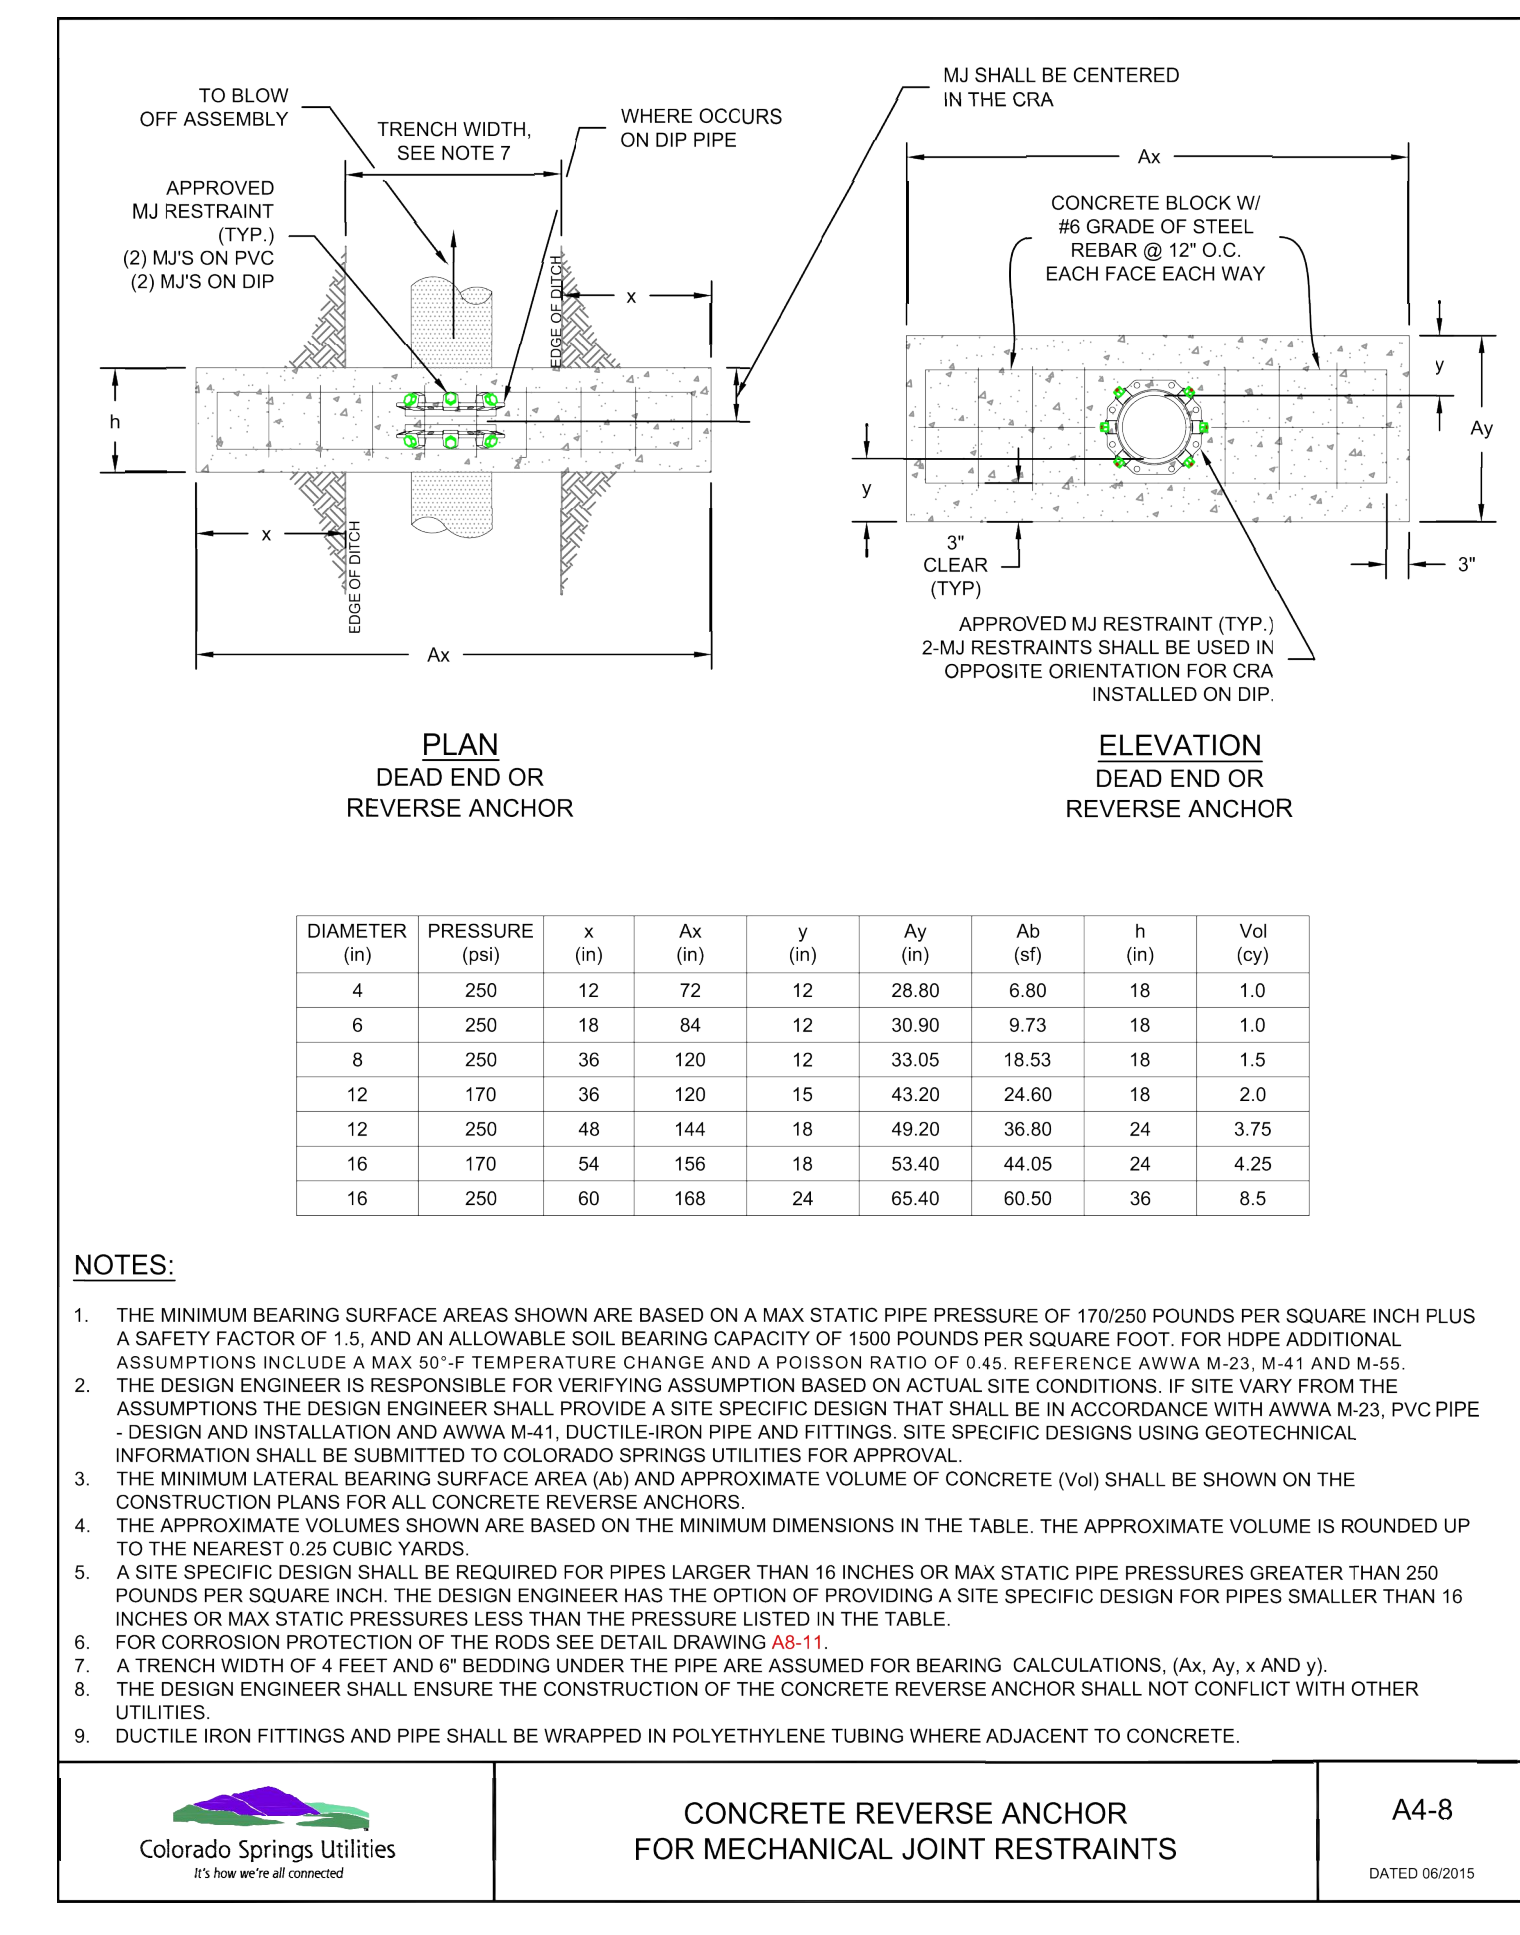 TO BLOW
OFF ASSEMBLY
TRENCH WIDTH,
SEE NOTE 7
WHERE OCCURS
ON DIP PIPE
MJ SHALL BE CENTERED
IN THE CRA
APPROVED
MJ RESTRAINT
(TYP.)
(2) MJ'S ON PVC
(2) MJ'S ON DIP
EDGE OF DITCH
x
h
x
EDGE OF DITCH
Ax
PLAN
DEAD END OR
REVERSE ANCHOR
Ax
CONCRETE BLOCK W/
#6 GRADE OF STEEL
REBAR @ 12" O.C.
EACH FACE EACH WAY
y
Ay
y
3"
CLEAR
(TYP)
3"
APPROVED MJ RESTRAINT (TYP.)
2-MJ RESTRAINTS SHALL BE USED IN
OPPOSITE ORIENTATION FOR CRA
INSTALLED ON DIP.
ELEVATION
DEAD END OR
REVERSE ANCHOR
DIAMETER (in) PRESSURE (psi) x (in) Ax (in) y (in) Ay (in) Ab (sf) h (in) Vol (cy)
4 250 12 72 12 28.80 6.80 18 1.0
6 250 18 84 12 30.90 9.73 18 1.0
8 250 36 120 12 33.05 18.53 18 1.5
12 170 36 120 15 43.20 24.60 18 2.0
12 250 48 144 18 49.20 36.80 24 3.75
16 170 54 156 18 53.40 44.05 24 4.25
16 250 60 168 24 65.40 60.50 36 8.5
NOTES:
1. THE MINIMUM BEARING SURFACE AREAS SHOWN ARE BASED ON A MAX STATIC PIPE PRESSURE OF 170/250 POUNDS PER SQUARE INCH PLUS
A SAFETY FACTOR OF 1.5, AND AN ALLOWABLE SOIL BEARING CAPACITY OF 1500 POUNDS PER SQUARE FOOT. FOR HDPE ADDITIONAL
ASSUMPTIONS INCLUDE A MAX 50°-F TEMPERATURE CHANGE AND A POISSON RATIO OF 0.45. REFERENCE AWWA M-23, M-41 AND M-55.
2. THE DESIGN ENGINEER IS RESPONSIBLE FOR VERIFYING ASSUMPTION BASED ON ACTUAL SITE CONDITIONS. IF SITE VARY FROM THE
ASSUMPTIONS THE DESIGN ENGINEER SHALL PROVIDE A SITE SPECIFIC DESIGN THAT SHALL BE IN ACCORDANCE WITH AWWA M-23, PVC PIPE
- DESIGN AND INSTALLATION AND AWWA M-41, DUCTILE-IRON PIPE AND FITTINGS. SITE SPECIFIC DESIGNS USING GEOTECHNICAL
INFORMATION SHALL BE SUBMITTED TO COLORADO SPRINGS UTILITIES FOR APPROVAL.
3. THE MINIMUM LATERAL BEARING SURFACE AREA (Ab) AND APPROXIMATE VOLUME OF CONCRETE (Vol) SHALL BE SHOWN ON THE
CONSTRUCTION PLANS FOR ALL CONCRETE REVERSE ANCHORS.
4. THE APPROXIMATE VOLUMES SHOWN ARE BASED ON THE MINIMUM DIMENSIONS IN THE TABLE. THE APPROXIMATE VOLUME IS ROUNDED UP
TO THE NEAREST 0.25 CUBIC YARDS.
5. A SITE SPECIFIC DESIGN SHALL BE REQUIRED FOR PIPES LARGER THAN 16 INCHES OR MAX STATIC PIPE PRESSURES GREATER THAN 250
POUNDS PER SQUARE INCH. THE DESIGN ENGINEER HAS THE OPTION OF PROVIDING A SITE SPECIFIC DESIGN FOR PIPES SMALLER THAN 16
INCHES OR MAX STATIC PRESSURES LESS THAN THE PRESSURE LISTED IN THE TABLE.
6. FOR CORROSION PROTECTION OF THE RODS SEE DETAIL DRAWING A8-11.
7. A TRENCH WIDTH OF 4 FEET AND 6" BEDDING UNDER THE PIPE ARE ASSUMED FOR BEARING CALCULATIONS, (Ax, Ay, x AND y).
8. THE DESIGN ENGINEER SHALL ENSURE THE CONSTRUCTION OF THE CONCRETE REVERSE ANCHOR SHALL NOT CONFLICT WITH OTHER
UTILITIES.
9. DUCTILE IRON FITTINGS AND PIPE SHALL BE WRAPPED IN POLYETHYLENE TUBING WHERE ADJACENT TO CONCRETE.
Colorado Springs Utilities
It's how we're all connected
CONCRETE REVERSE ANCHOR
FOR MECHANICAL JOINT RESTRAINTS
A4-8
DATED 06/2015